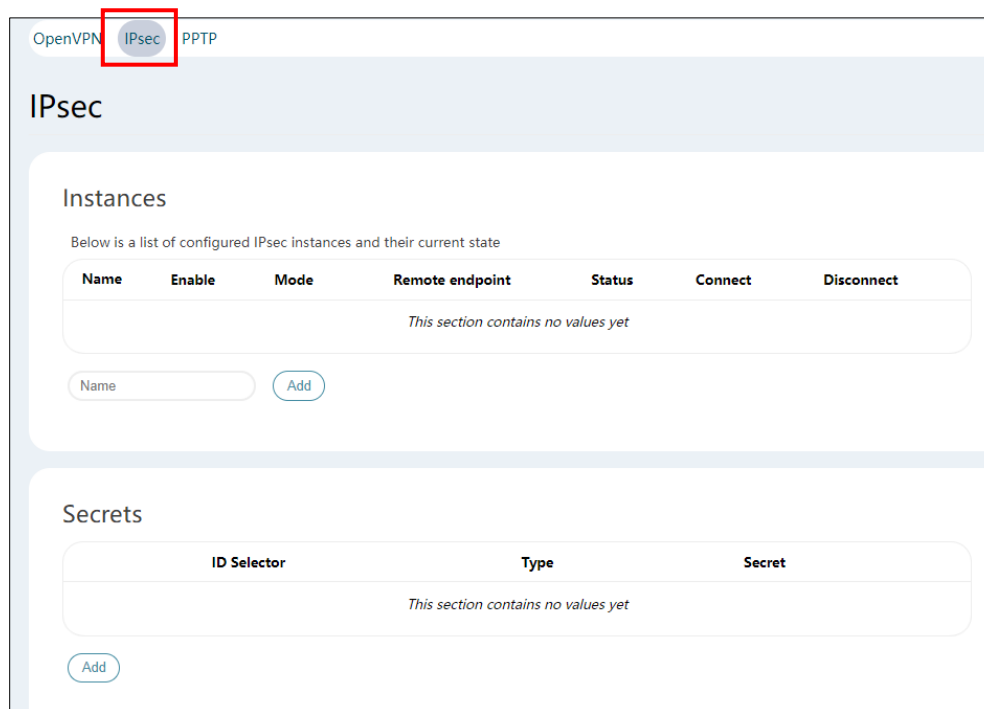 OpenVPN IPsec PPTP
IPsec
Instances
Below is a list of configured IPsec instances and their current state
Name Enable Mode Remote endpoint Status Connect Disconnect
This section contains no values yet
Name Add
Secrets
ID Selector Type Secret
This section contains no values yet
Add